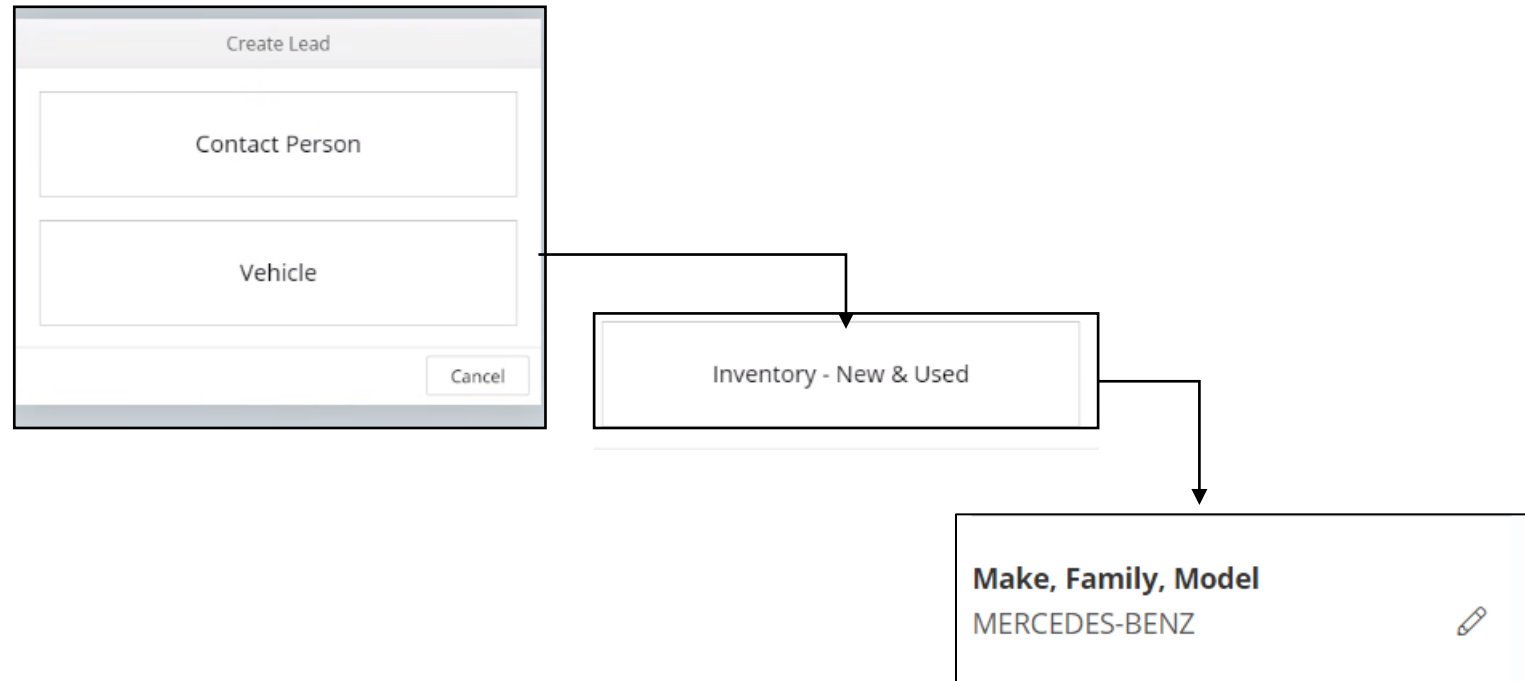 Create Lead
Contact Person
Vehicle
Cancel
Inventory - New & Used
Make, Family, Model
MERCEDES-BENZ